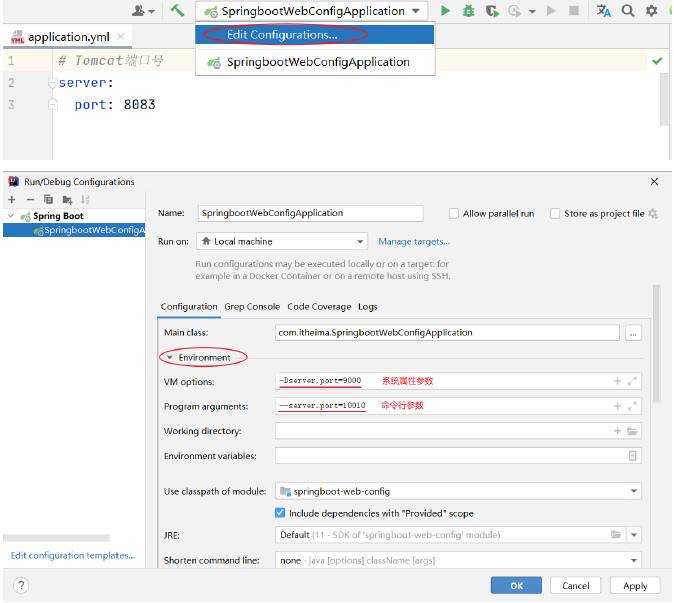 SpringbootWebConfigApplication
application.yml
Edit Configurations...
SpringbootWebConfigApplication
1 # Tomcat端口号
2 server:
3 port: 8083
Run/Debug Configurations
Spring Boot
SpringbootWebConfigA
Name: SpringbootWebConfigApplication
Allow parallel run
Store as project file
Run on: Local machine
Manage targets...
Run configurations may be executed locally or on a target: for
example in a Docker Container or on a remote host using SSH.
Configuration Grep Console Code Coverage Logs
Main class: com.itheima.SpringbootWebConfigApplication ...
Environment
VM options: -Dserver.port=9000 系统属性参数
Program arguments: --server.port=10010 命令行参数
Working directory:
Environment variables:
Use classpath of module: springboot-web-config
Include dependencies with "Provided" scope
JRE: Default (11 - SDK of 'springboot-web-config' module)
Shorten command line: none - java [options] className [args]
Edit configuration templates...
? OK Cancel Apply